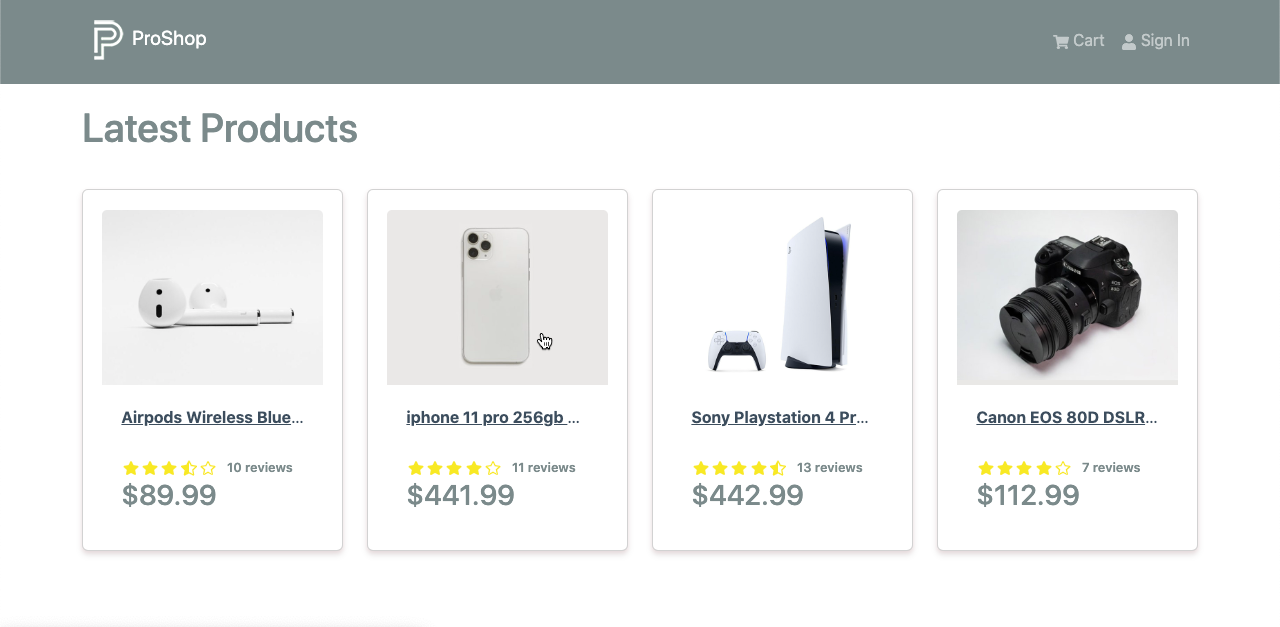 ProShop
Cart
Sign In
Latest Products
Airpods Wireless Blue...
10 reviews
$89.99
iphone 11 pro 256gb ...
11 reviews
$441.99
Sony Playstation 4 Pr...
13 reviews
$442.99
Canon EOS 80D DSLR...
7 reviews
$112.99